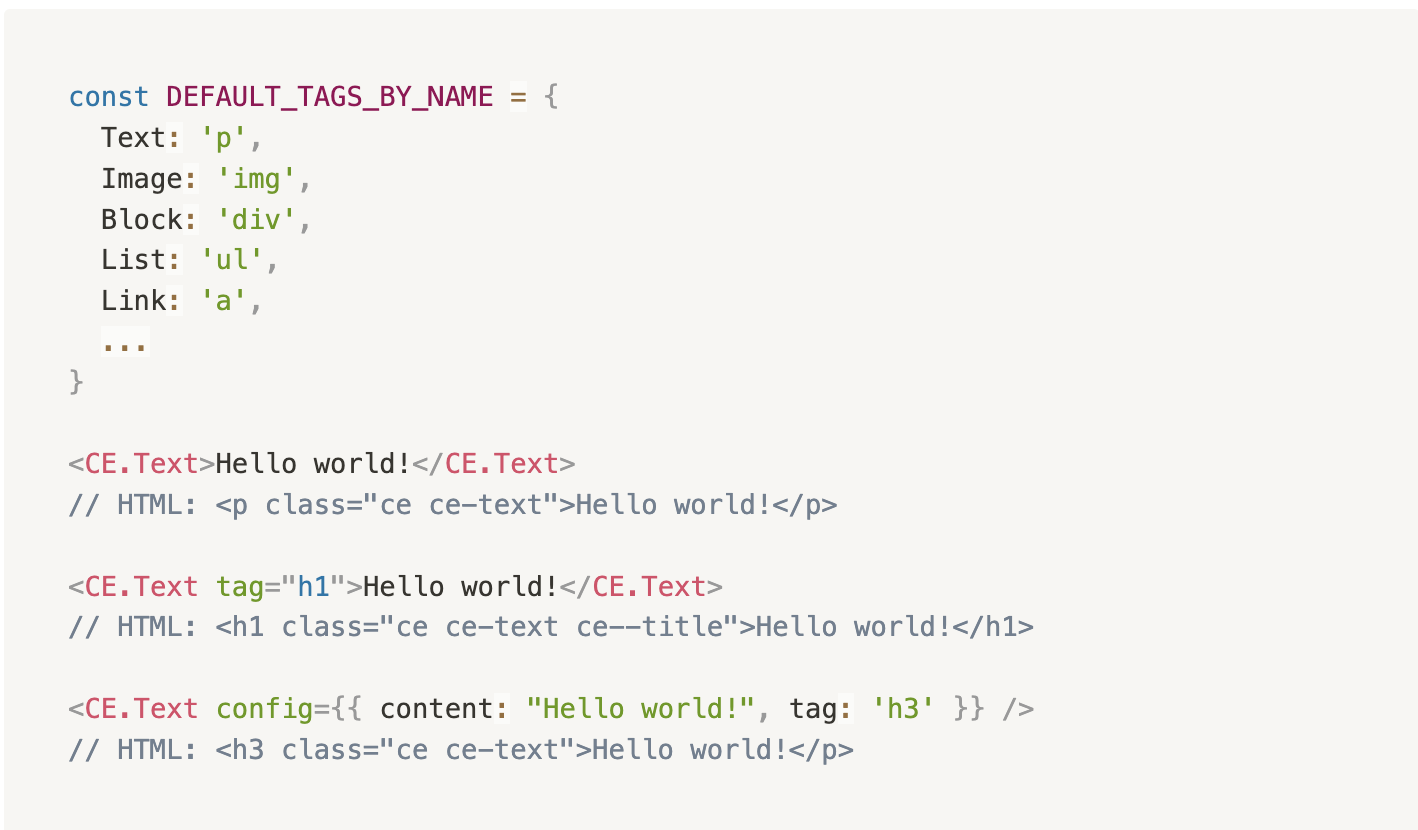 const DEFAULT_TAGS_BY_NAME = {
  Text: 'p',
  Image: 'img',
  Block: 'div',
  List: 'ul',
  Link: 'a',
  ...
}
<CE.Text>Hello world!</CE.Text>
// HTML: <p class="ce ce-text">Hello world!</p>
<CE.Text tag="h1">Hello world!</CE.Text>
// HTML: <h1 class="ce ce-text ce--title">Hello world!</h1>
<CE.Text config={{ content: "Hello world!", tag: 'h3' }} />
// HTML: <h3 class="ce ce-text">Hello world!</p>